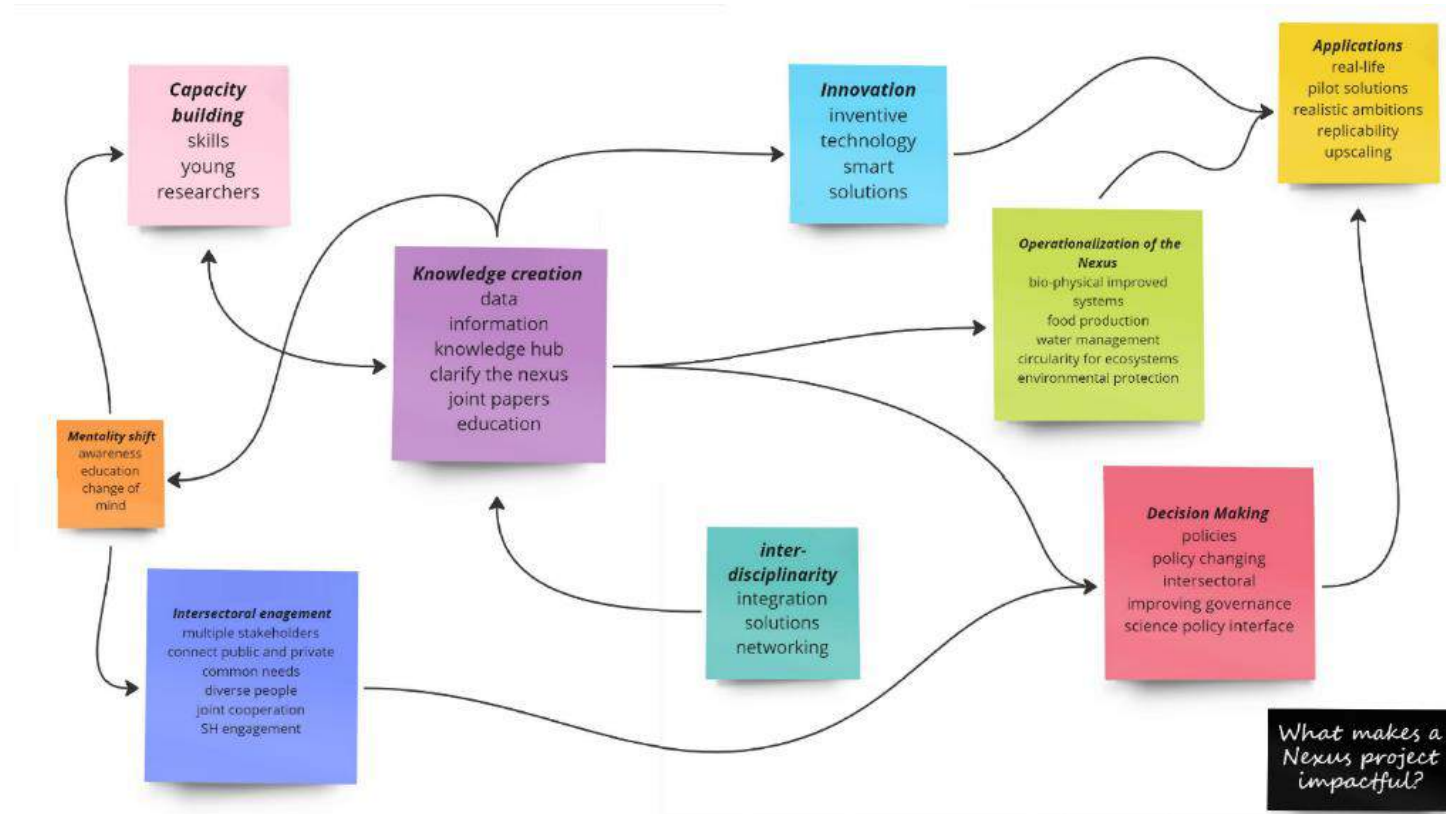 Capacity
building
skills
young
researchers
Innovation
inventive
technology
smart
solutions
Applications
real-life
pilot solutions
realistic ambitions
replicability
upscaling
Knowledge creation
data
information
knowledge hub
clarify the nexus
joint papers
education
Operationalization of the
Nexus
bio-physical improved
systems
food production
water management
circularity for ecosystems
environmental protection
Mentality shift
awareness
education
change of
mind
Intersectoral enagement
multiple stakeholders
connect public and private
common needs
diverse people
joint cooperation
SH engagement
inter-
disciplinarity
integration
solutions
networking
Decision Making
policies
policy changing
intersectoral
improving governance
science policy interface
What makes a
Nexus project
impactful?